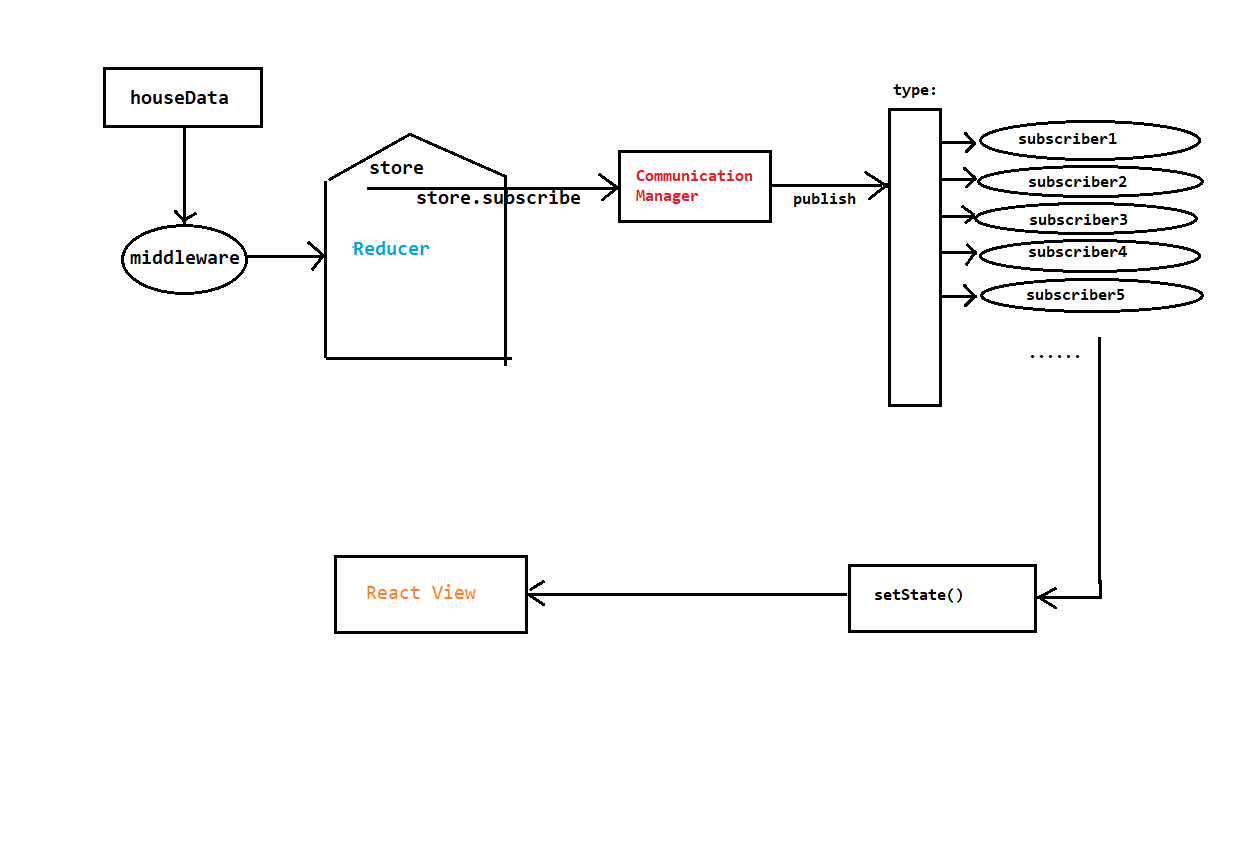 houseData
type:
store
store.subscribe
Reducer
middleware
Communication
Manager
publish
subscriber1
subscriber2
subscriber3
subscriber4
subscriber5
......
React View
setState()